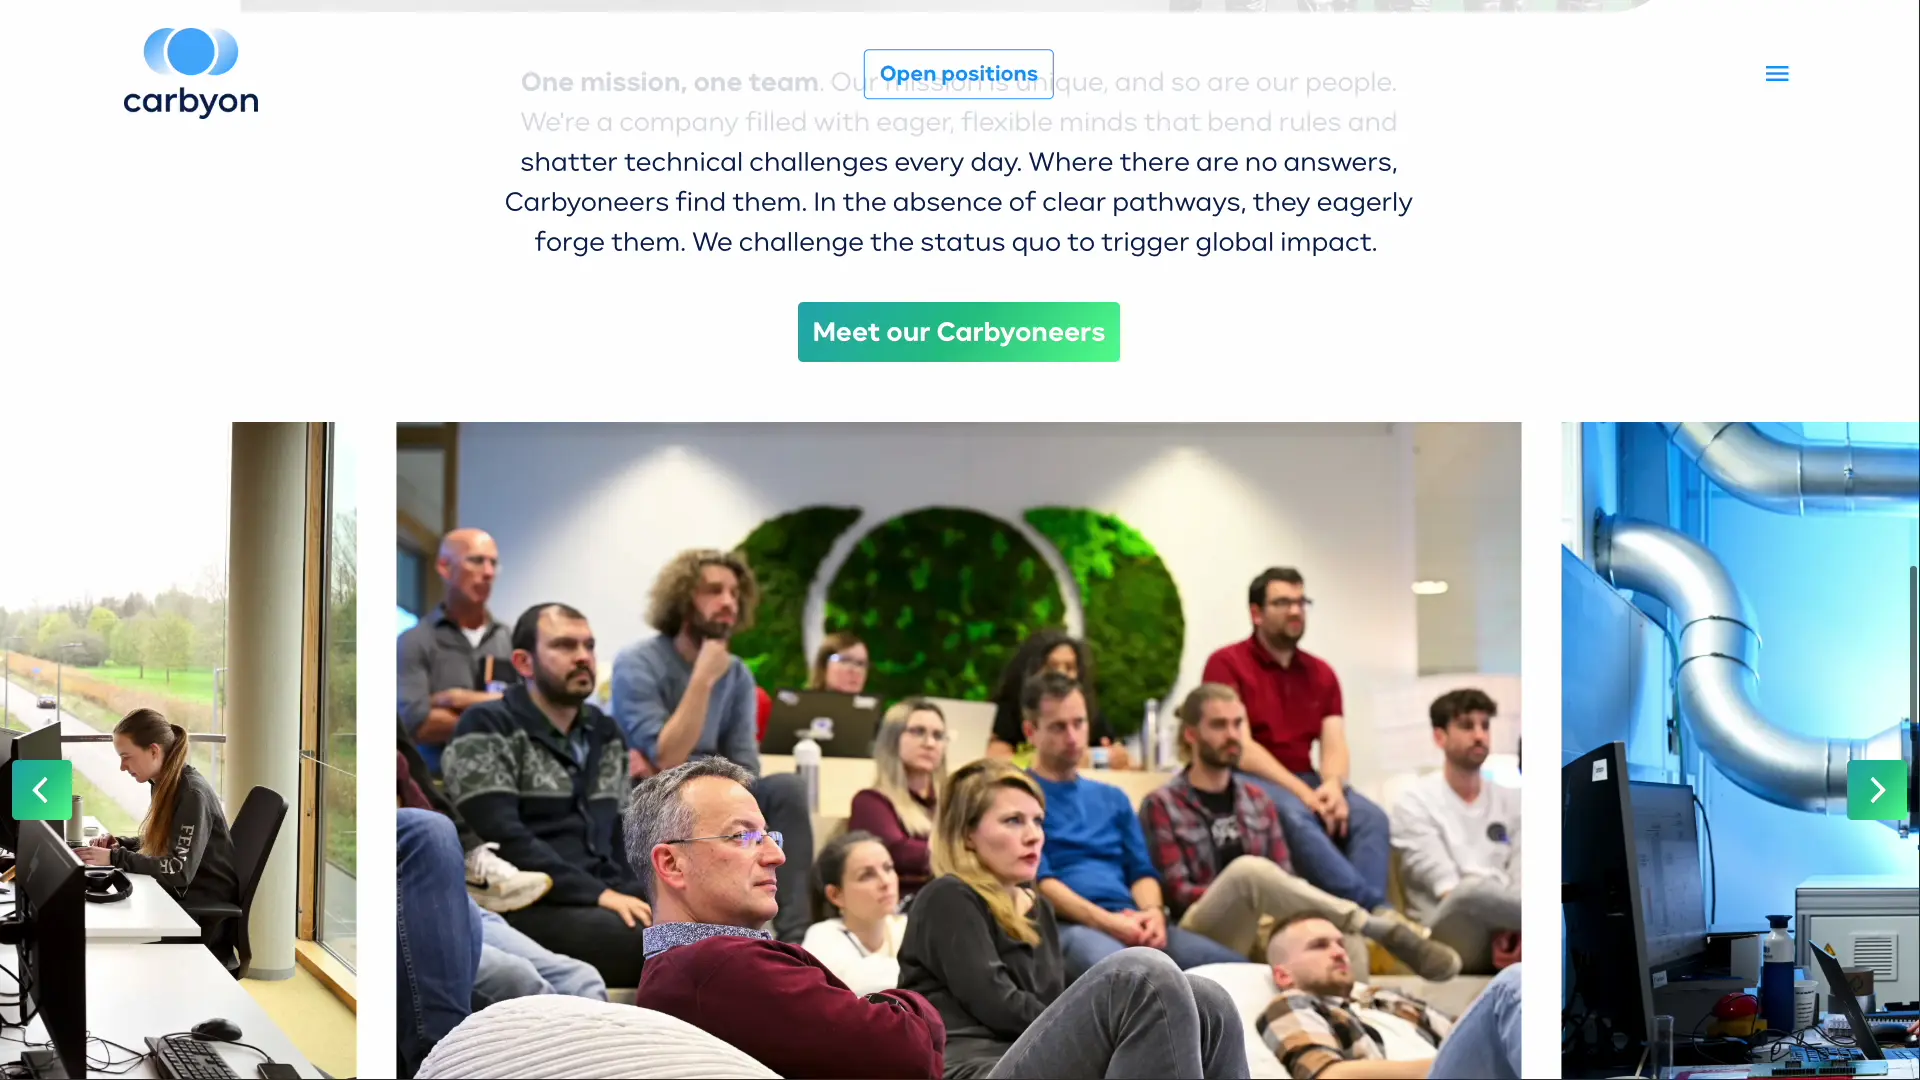 carbyon
Open positions
One mission, one team. Our mission is unique, and so are our people.
We're a company filled with eager, flexible minds that bend rules and
shatter technical challenges every day. Where there are no answers,
Carbyoneers find them. In the absence of clear pathways, they eagerly
forge them. We challenge the status quo to trigger global impact.
Meet our Carbyoneers